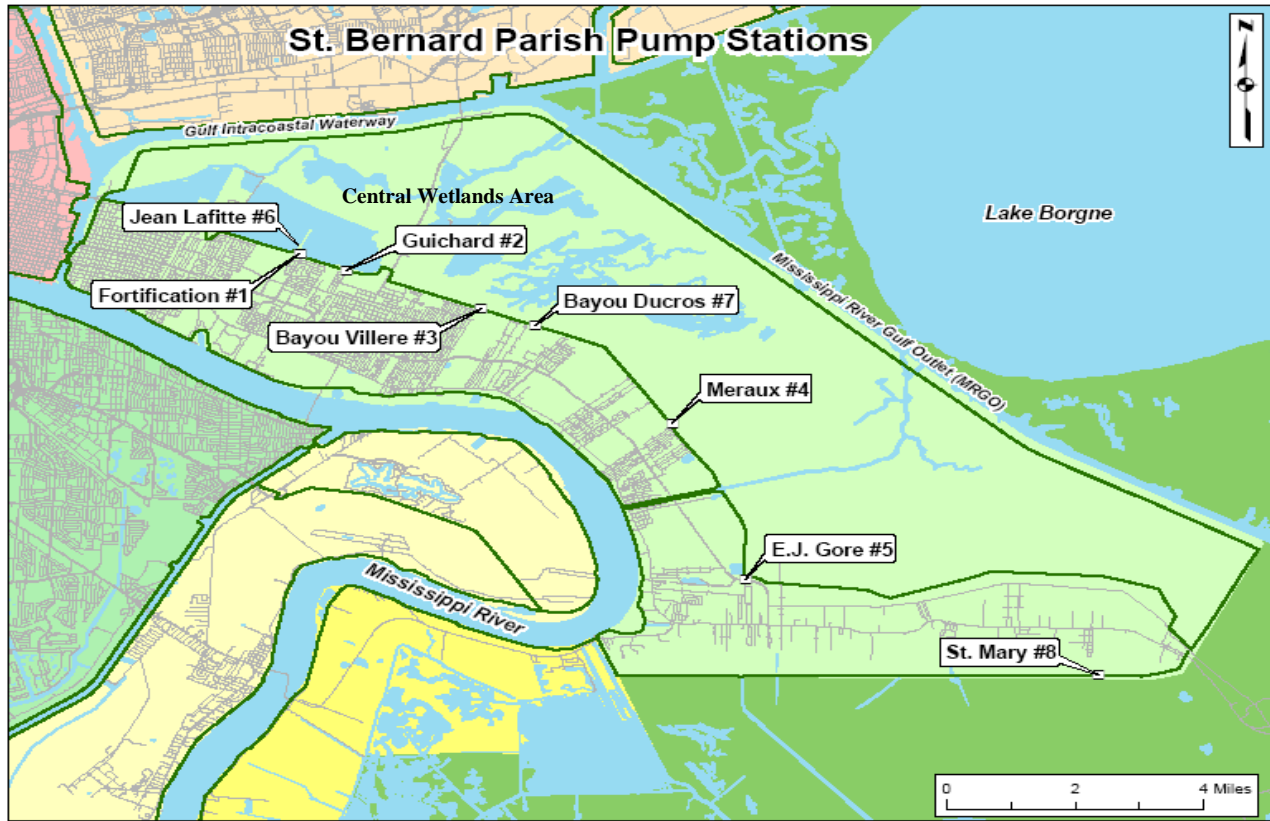 St. Bernard Parish Pump Stations
N
Gulf Intracoastal Waterway
Central Wetlands Area
Jean Lafitte #6
Guichard #2
Lake Borgne
Fortification #1
Bayou Villere #3
Bayou Ducros #7
Mississippi River Gulf Outlet (MRGO)
Meraux #4
E.J. Gore #5
Mississippi River
St. Mary #8
0 2 4 Miles